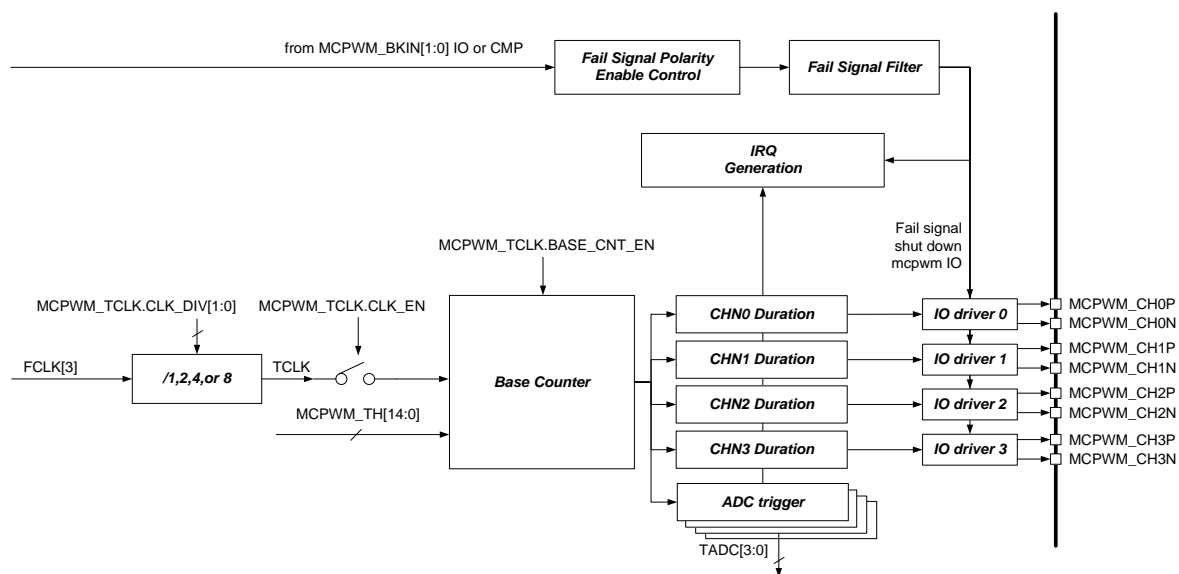 from MCPWM_BKIN[1:0] IO or CMP
Fail Signal Polarity
Enable Control
Fail Signal Filter
IRQ
Generation
Fail signal
shut down
mcpwm IO
MCPWM_TCLK.BASE_CNT_EN
MCPWM_TCLK.CLK_DIV[1:0]
MCPWM_TCLK.CLK_EN
FCLK[3]
/1,2,4,or 8
TCLK
MCPWM_TH[14:0]
Base Counter
CHN0 Duration
CHN1 Duration
CHN2 Duration
CHN3 Duration
ADC trigger
TADC[3:0]
IO driver 0
IO driver 1
IO driver 2
IO driver 3
MCPWM_CH0P
MCPWM_CH0N
MCPWM_CH1P
MCPWM_CH1N
MCPWM_CH2P
MCPWM_CH2N
MCPWM_CH3P
MCPWM_CH3N